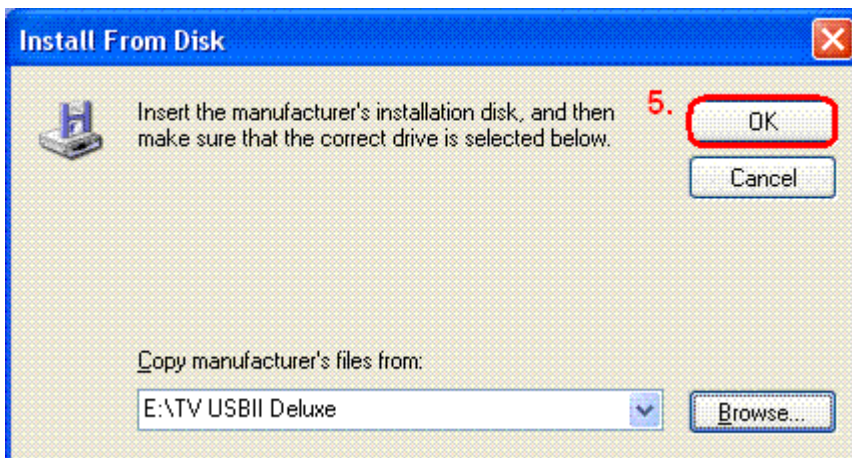 Install From Disk
Insert the manufacturer's installation disk, and then
make sure that the correct drive is selected below.
5.
OK
Cancel
Copy manufacturer's files from:
E:\TV USBII Deluxe
Browse...